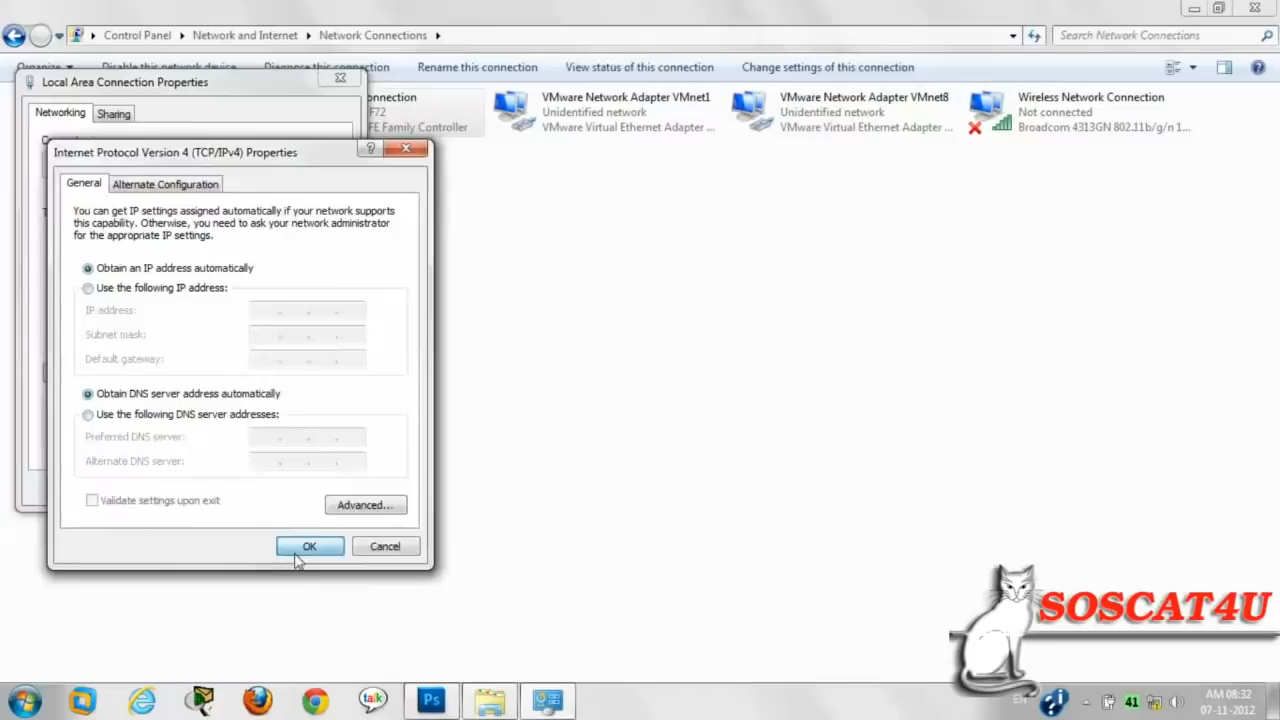 Control Panel
Network and Internet
Network Connections
Search Network Connections
Organize
Disable this network device
Diagnose this connection
Rename this connection
View status of this connection
Change settings of this connection
Local Area Connection Properties
Networking
Sharing
onnection
F72
FE Family Controller
VMware Network Adapter VMnet1
Unidentified network
VMware Virtual Ethernet Adapter ...
VMware Network Adapter VMnet8
Unidentified network
VMware Virtual Ethernet Adapter ...
Wireless Network Connection
Not connected
Broadcom 4313GN 802.11b/g/n 1...
Internet Protocol Version 4 (TCP/IPv4) Properties
General
Alternate Configuration
You can get IP settings assigned automatically if your network supports
this capability. Otherwise, you need to ask your network administrator
for the appropriate IP settings.
Obtain an IP address automatically
Use the following IP address:
IP address:
Subnet mask:
Default gateway:
Obtain DNS server address automatically
Use the following DNS server addresses:
Preferred DNS server:
Alternate DNS server:
Validate settings upon exit
Advanced...
OK
Cancel
SOSCAT4U
talk
Ps
EN
41
AM 08:32
07-11-2012